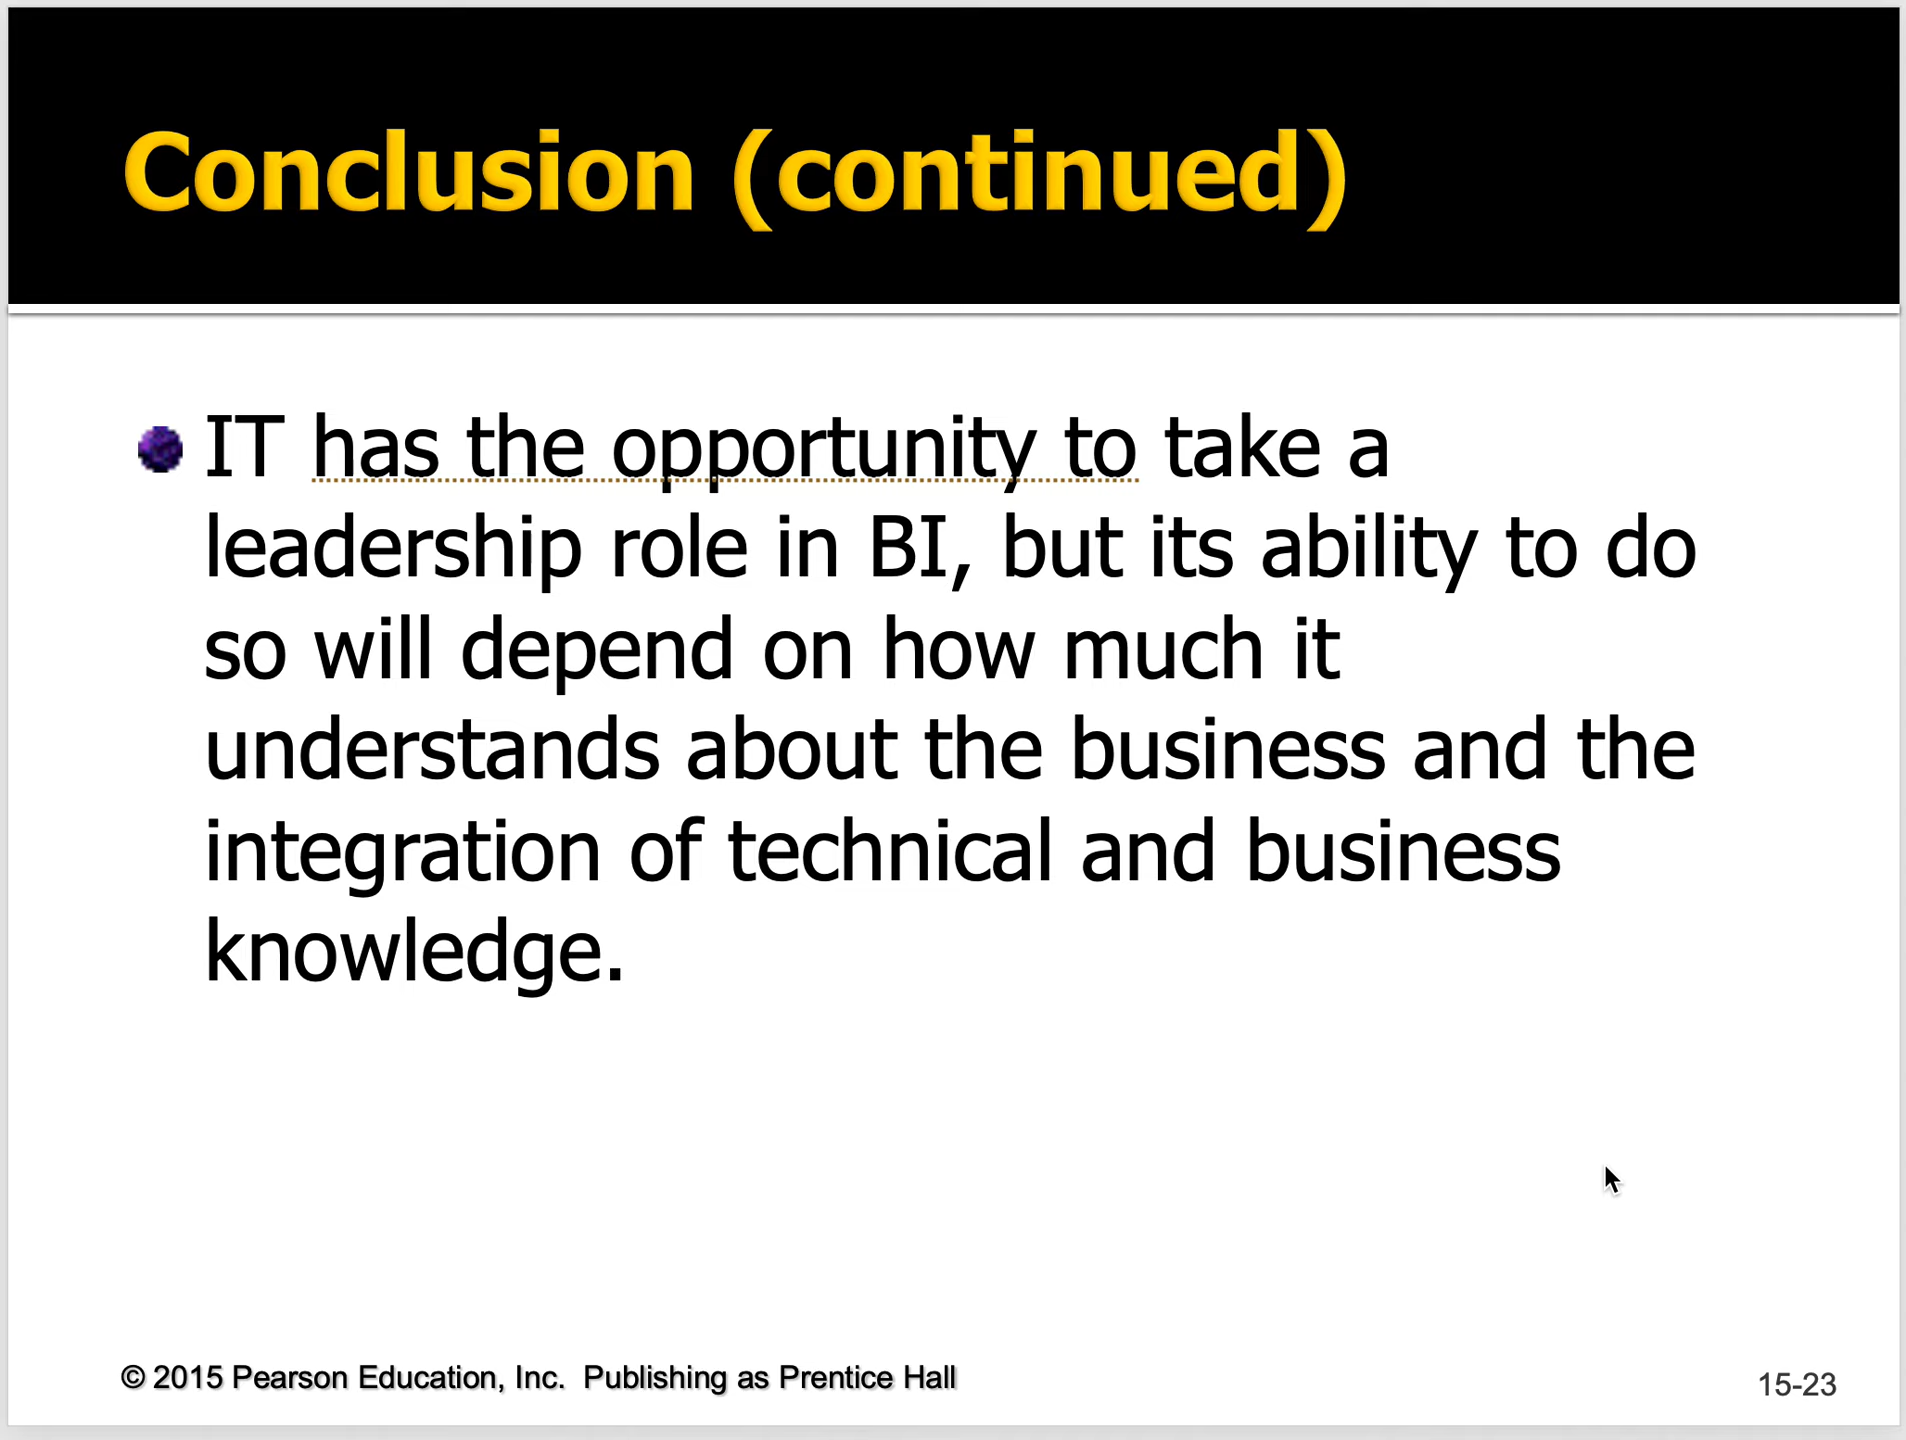 Conclusion (continued)
IT has the opportunity to take a
leadership role in BI, but its ability to do
so will depend on how much it
understands about the business and the
integration of technical and business
knowledge.
© 2015 Pearson Education, Inc.  Publishing as Prentice Hall
15-23